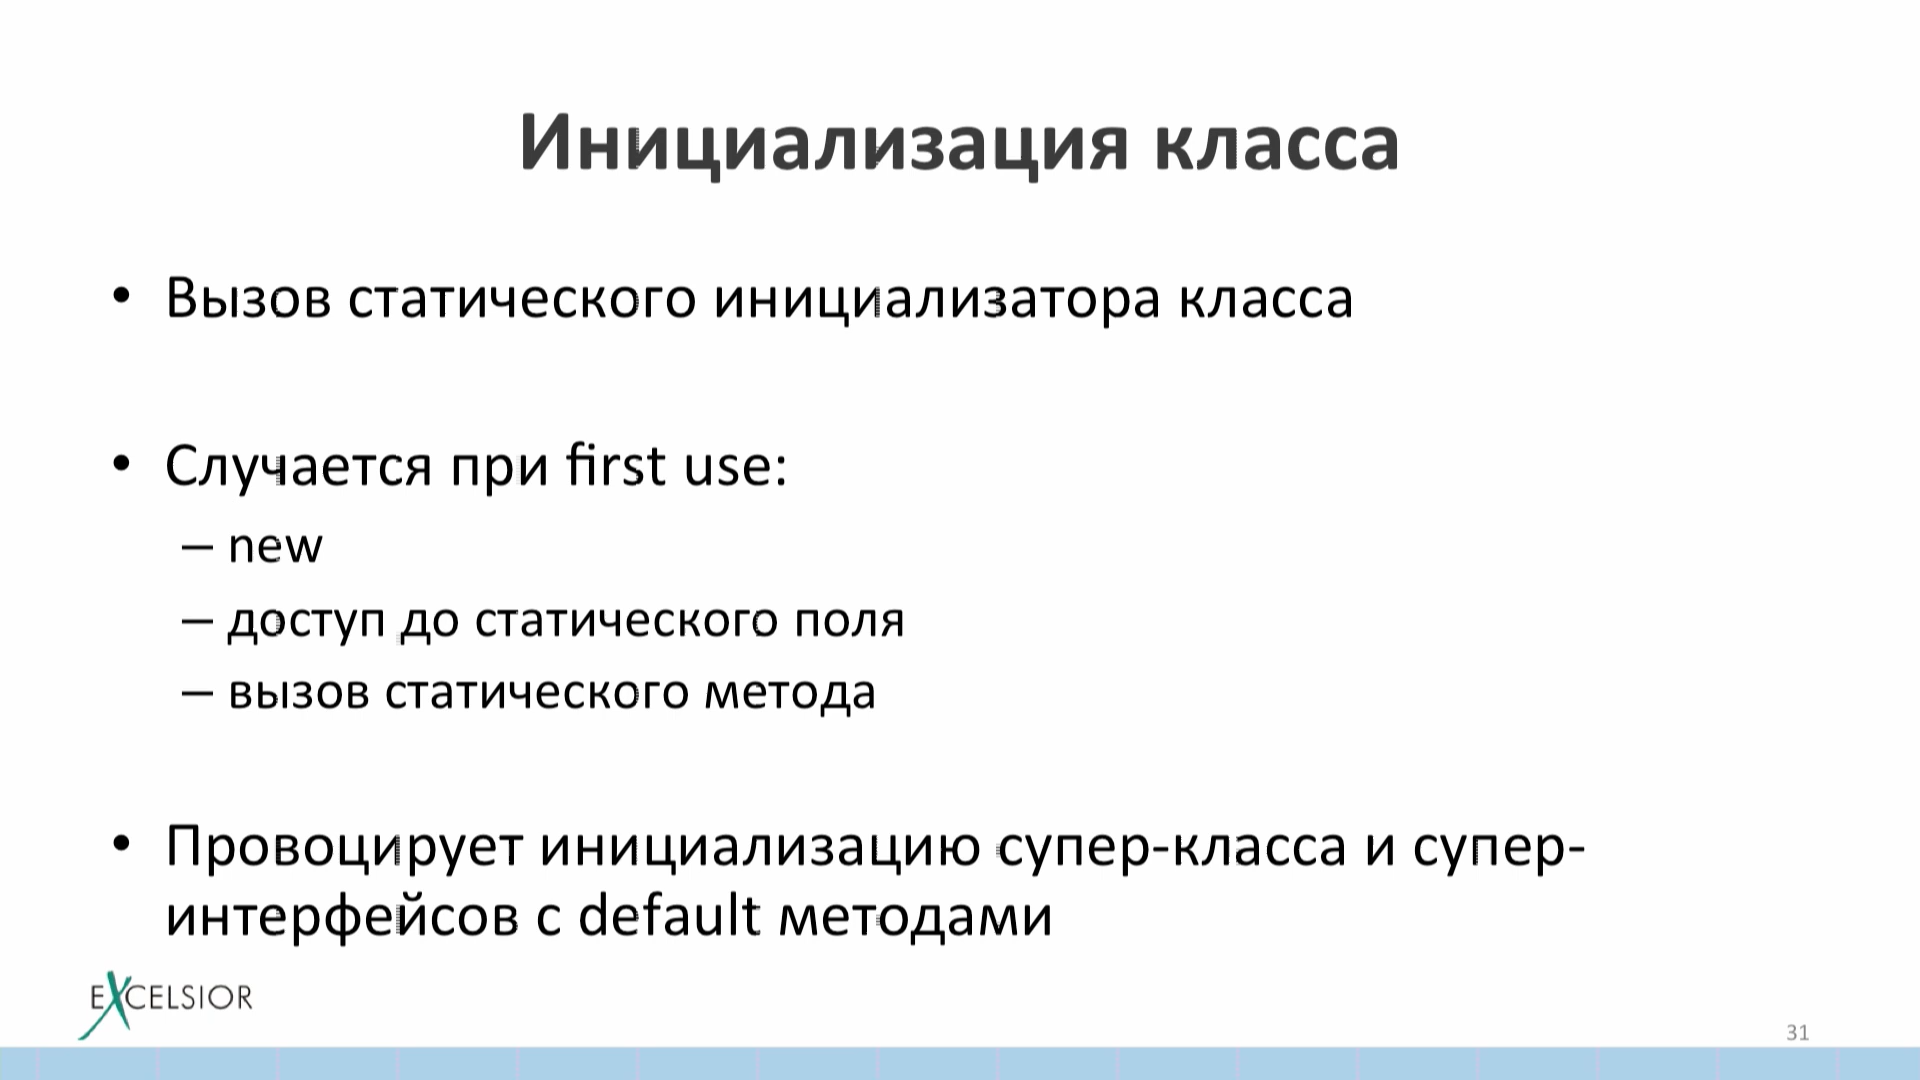 Инициализация класса
• Вызов статического инициализатора класса
• Случается при first use:
– new
– доступ до статического поля
– вызов статического метода
• Провоцирует инициализацию супер-класса и супер-
интерфейсов с default методами
EXCELSIOR
31